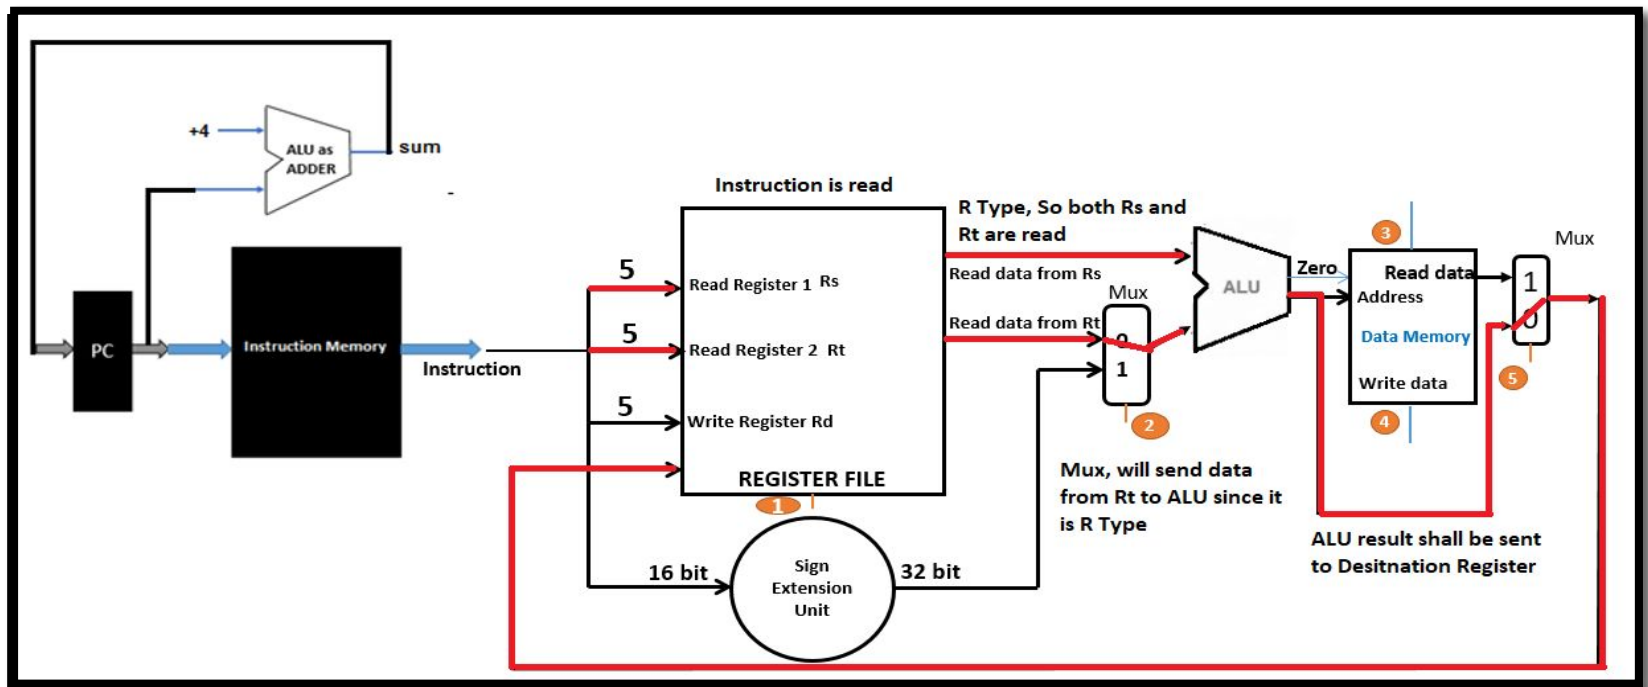 +4
ALU as
ADDER
sum
-
PC
Instruction Memory
Instruction
Instruction is read
5
Read Register 1 Rs
5
Read Register 2 Rt
5
Write Register Rd
REGISTER FILE
1
16 bit
Sign
Extension
Unit
32 bit
R Type, So both Rs and
Rt are read
Read data from Rs
Read data from Rt
Mux
0
1
2
Mux, will send data
from Rt to ALU since it
is R Type
ALU
Zero
3
Read data
Address
Data Memory
Write data
4
Mux
1
0
5
ALU result shall be sent
to Desitnation Register